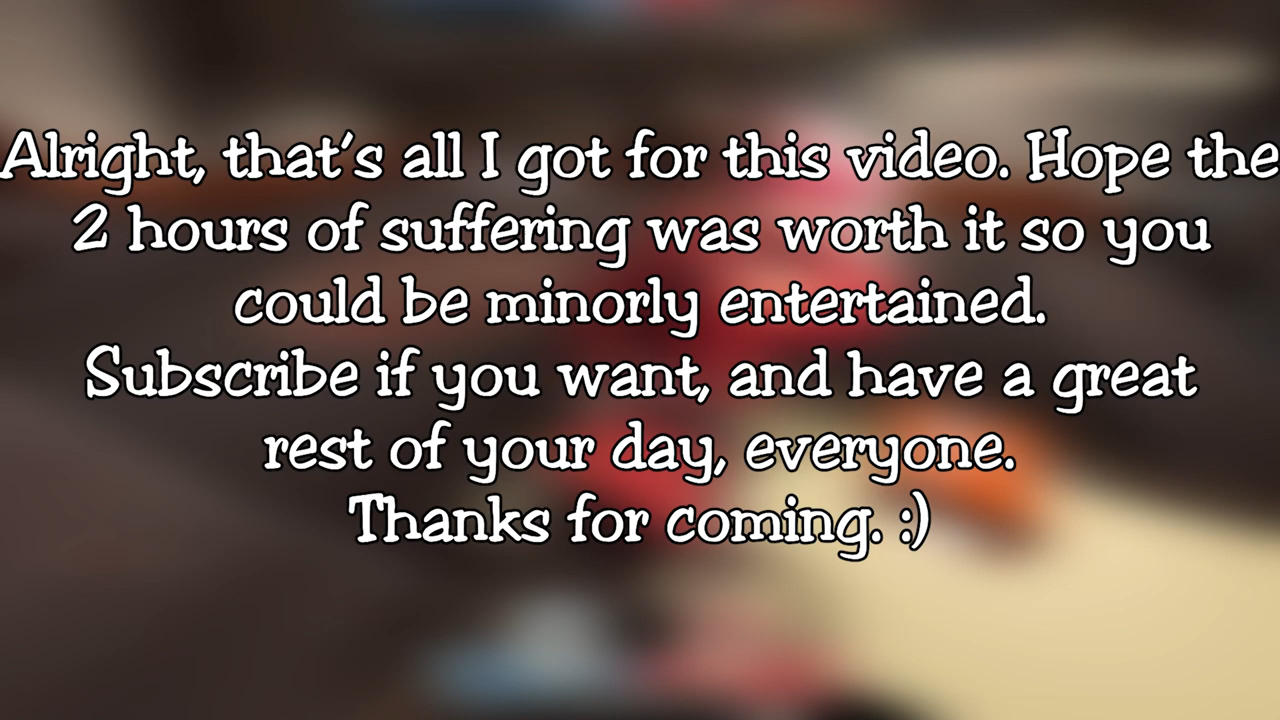 Alright, that's all I got for this video. Hope the
2 hours of suffering was worth it so you
could be minorly entertained.
Subscribe if you want, and have a great
rest of your day, everyone.
Thanks for coming. :)